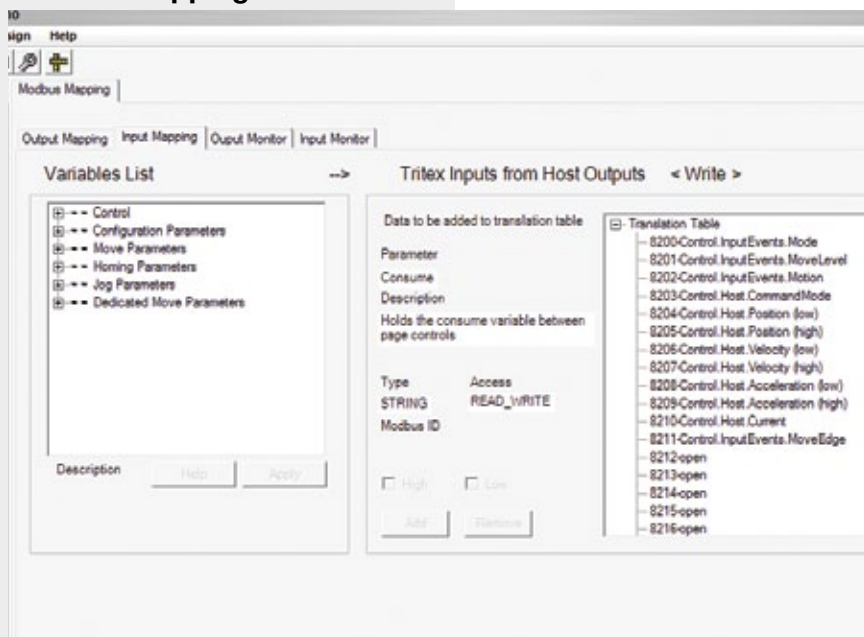 sign Help
Modbus Mapping
Output Mapping Input Mapping Ouput Monitor Input Monitor
Variables List --> Tritex Inputs from Host Outputs < Write >
Control
Configuration Parameters
Move Parameters
Homing Parameters
Jog Parameters
Dedicated Move Parameters
Description Help Apply
Data to be added to translation table
Parameter
Consume
Description
Holds the consume variable between
page controls
Type Access
STRING READ_WRITE
Modbus ID
High Low
Add Remove
Translation Table
8200-Control.InputEvents.Mode
8201-Control.InputEvents.MoveLevel
8202-Control.InputEvents.Motion
8203-Control.Host.CommandMode
8204-Control.Host.Position (low)
8205-Control.Host.Position (high)
8206-Control.Host.Velocity (low)
8207-Control.Host.Velocity (high)
8208-Control.Host.Acceleration (low)
8209-Control.Host.Acceleration (high)
8210-Control.Host.Current
8211-Control.InputEvents.MoveEdge
8212-open
8213-open
8214-open
8215-open
8216-open